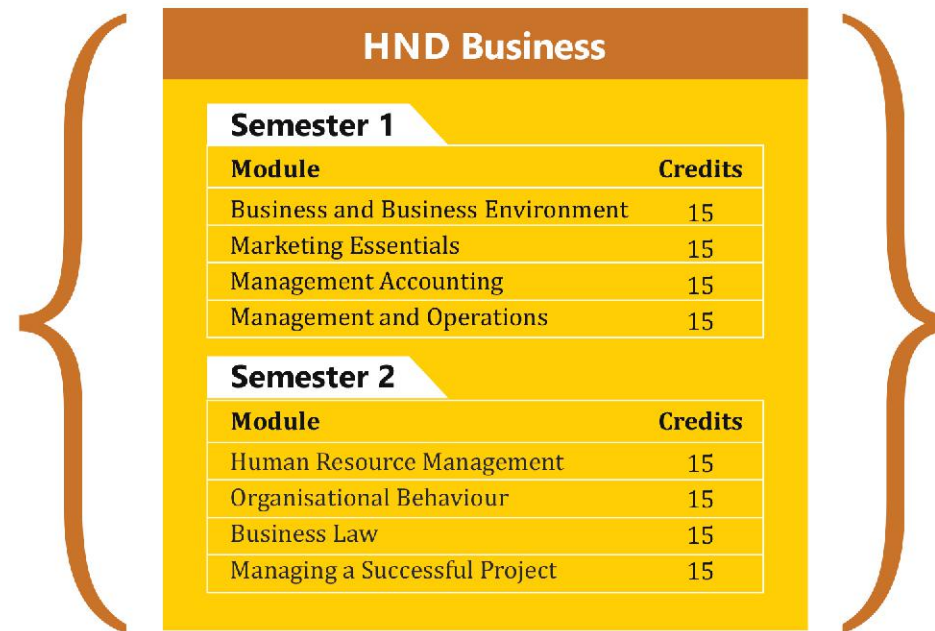 HND Business
Semester 1
Module Credits
Business and Business Environment 15
Marketing Essentials 15
Management Accounting 15
Management and Operations 15
Semester 2
Module Credits
Human Resource Management 15
Organisational Behaviour 15
Business Law 15
Managing a Successful Project 15